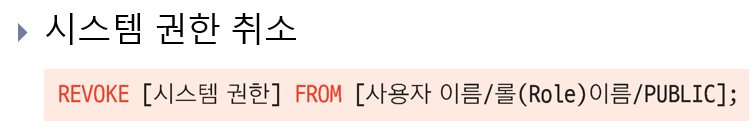 시스템 권한 취소
REVOKE [시스템 권한] FROM [사용자 이름/롤(Role)이름/PUBLIC];